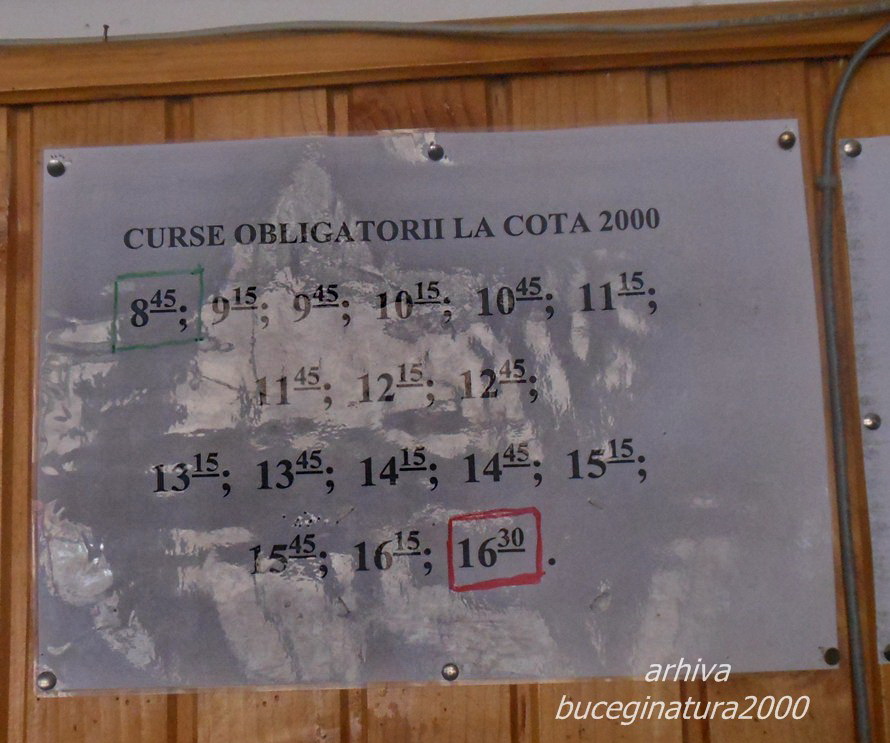 CURSE OBLIGATORII LA COTA 2000
8⁴⁵; 9¹⁵; 9⁴⁵; 10¹⁵; 10⁴⁵; 11¹⁵;
11⁴⁵; 12¹⁵; 12⁴⁵;
13¹⁵; 13⁴⁵; 14¹⁵; 14⁴⁵; 15¹⁵;
15⁴⁵; 16¹⁵; 16³⁰.
arhiva
buceginatura2000